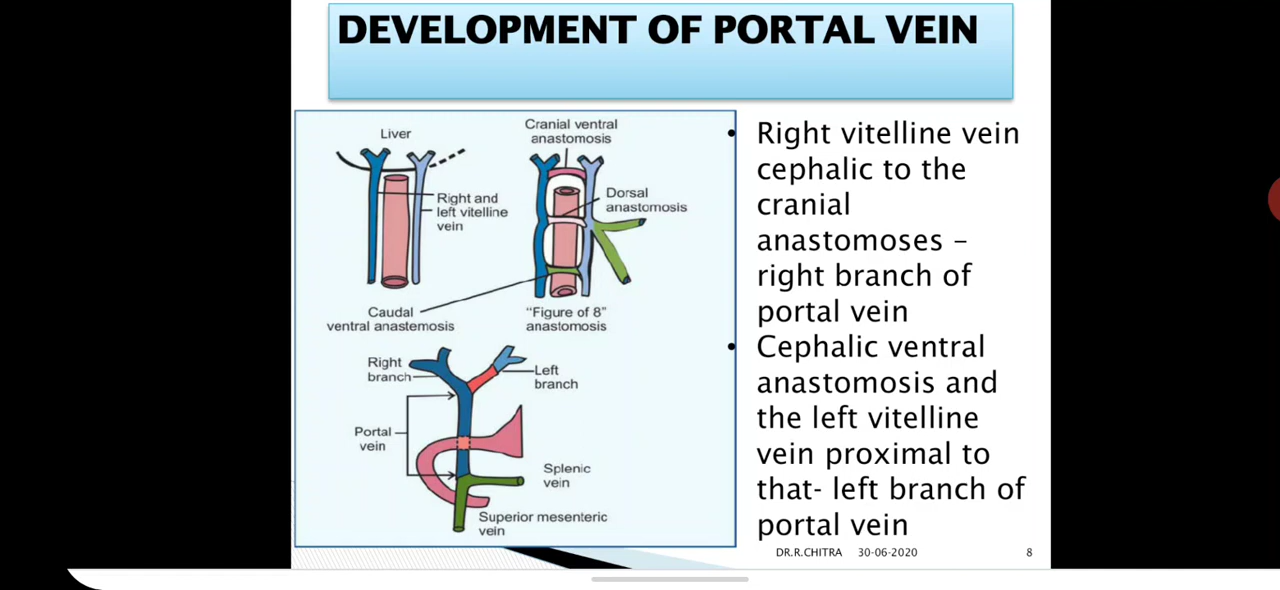 DEVELOPMENT OF PORTAL VEIN
Liver
Right and
left vitelline
vein
Caudal
ventral anastemosis
Cranial ventral
anastomosis
Dorsal
anastomosis
“Figure of 8”
anastomosis
Right
branch
Left
branch
Portal
vein
Splenic
vein
Superior mesenteric
vein
• Right vitelline vein
cephalic to the
cranial
anastomoses –
right branch of
portal vein
• Cephalic ventral
anastomosis and
the left vitelline
vein proximal to
that- left branch of
portal vein
DR.R.CHITRA 30-06-2020 8